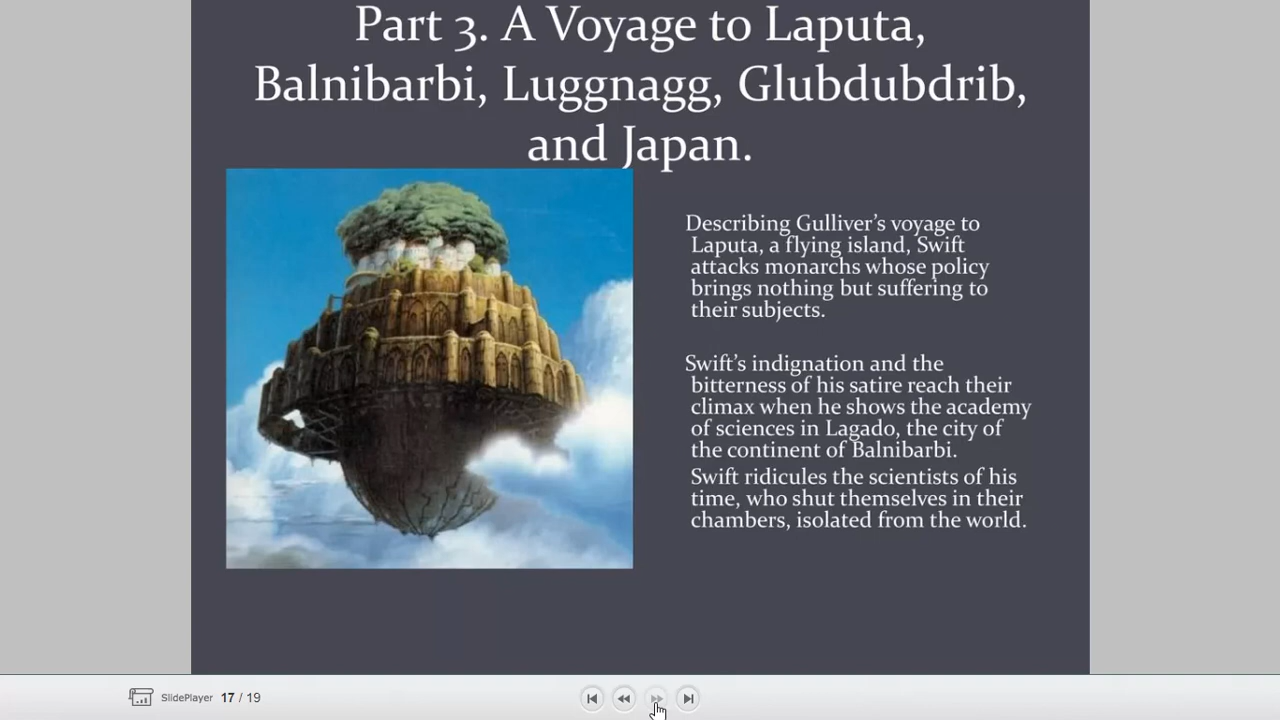 Part 3. A Voyage to Laputa,
Balnibarbi, Luggnagg, Glubdubdrib,
and Japan.
Describing Gulliver’s voyage to
Laputa, a flying island, Swift
attacks monarchs whose policy
brings nothing but suffering to
their subjects.
Swift’s indignation and the
bitterness of his satire reach their
climax when he shows the academy
of sciences in Lagado, the city of
the continent of Balnibarbi.
Swift ridicules the scientists of his
time, who shut themselves in their
chambers, isolated from the world.
SlidePlayer 17 / 19